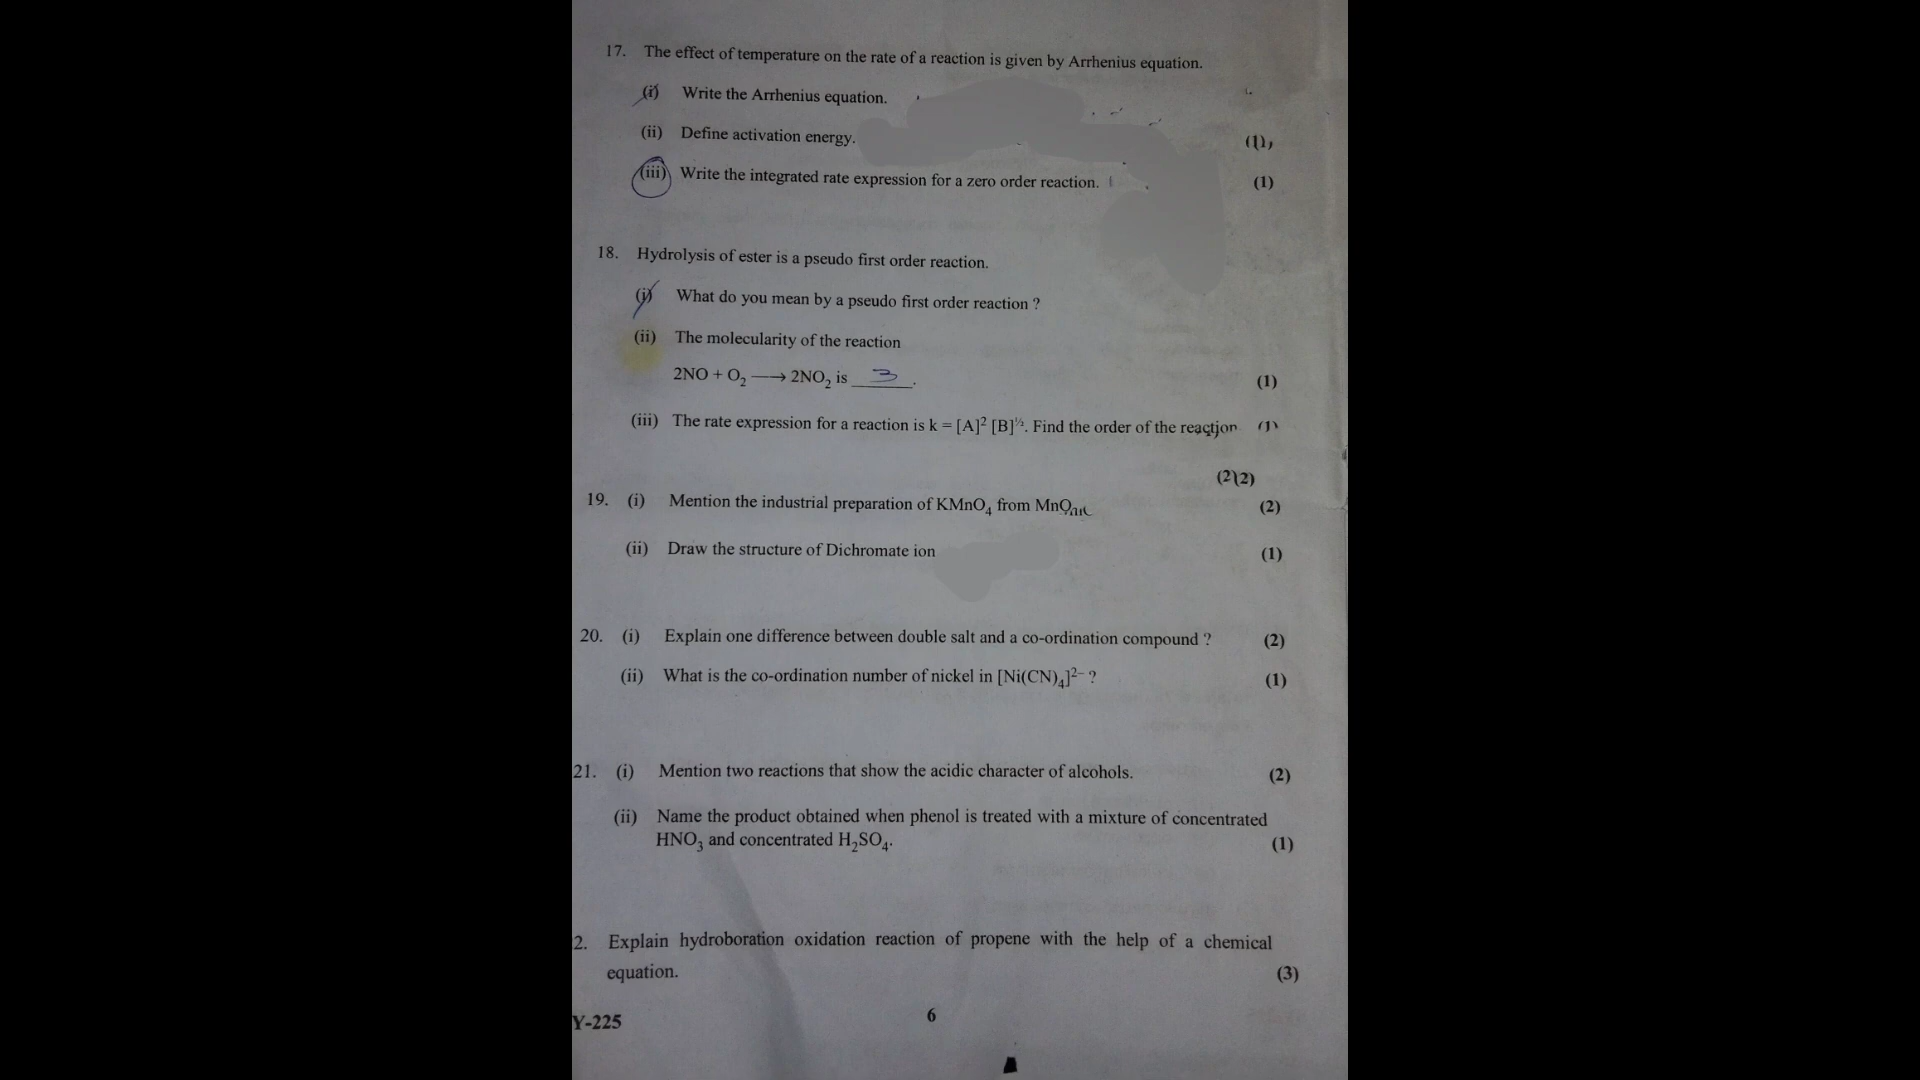 17. The effect of temperature on the rate of a reaction is given by Arrhenius equation.
(i) Write the Arrhenius equation.
(ii) Define activation energy. (1)
(iii) Write the integrated rate expression for a zero order reaction. (1)
18. Hydrolysis of ester is a pseudo first order reaction.
(i) What do you mean by a pseudo first order reaction ?
(ii) The molecularity of the reaction
2NO + O₂ ⟶ 2NO₂ is 3. (1)
(iii) The rate expression for a reaction is k = [A]² [B]^½. Find the order of the reaction (1)
19. (i) Mention the industrial preparation of KMnO₄ from (2)
(ii) Draw the structure of Dichromate ion (1)
20. (i) Explain one difference between double salt and a co-ordination compound ? (2)
(ii) What is the co-ordination number of nickel in [Ni(CN)₄]²⁻ ? (1)
21. (i) Mention two reactions that show the acidic character of alcohols. (2)
(ii) Name the product obtained when phenol is treated with a mixture of concentrated
HNO₃ and concentrated H₂SO₄. (1)
2. Explain hydroboration oxidation reaction of propene with the help of a chemical
equation. (3)
Y-225 6